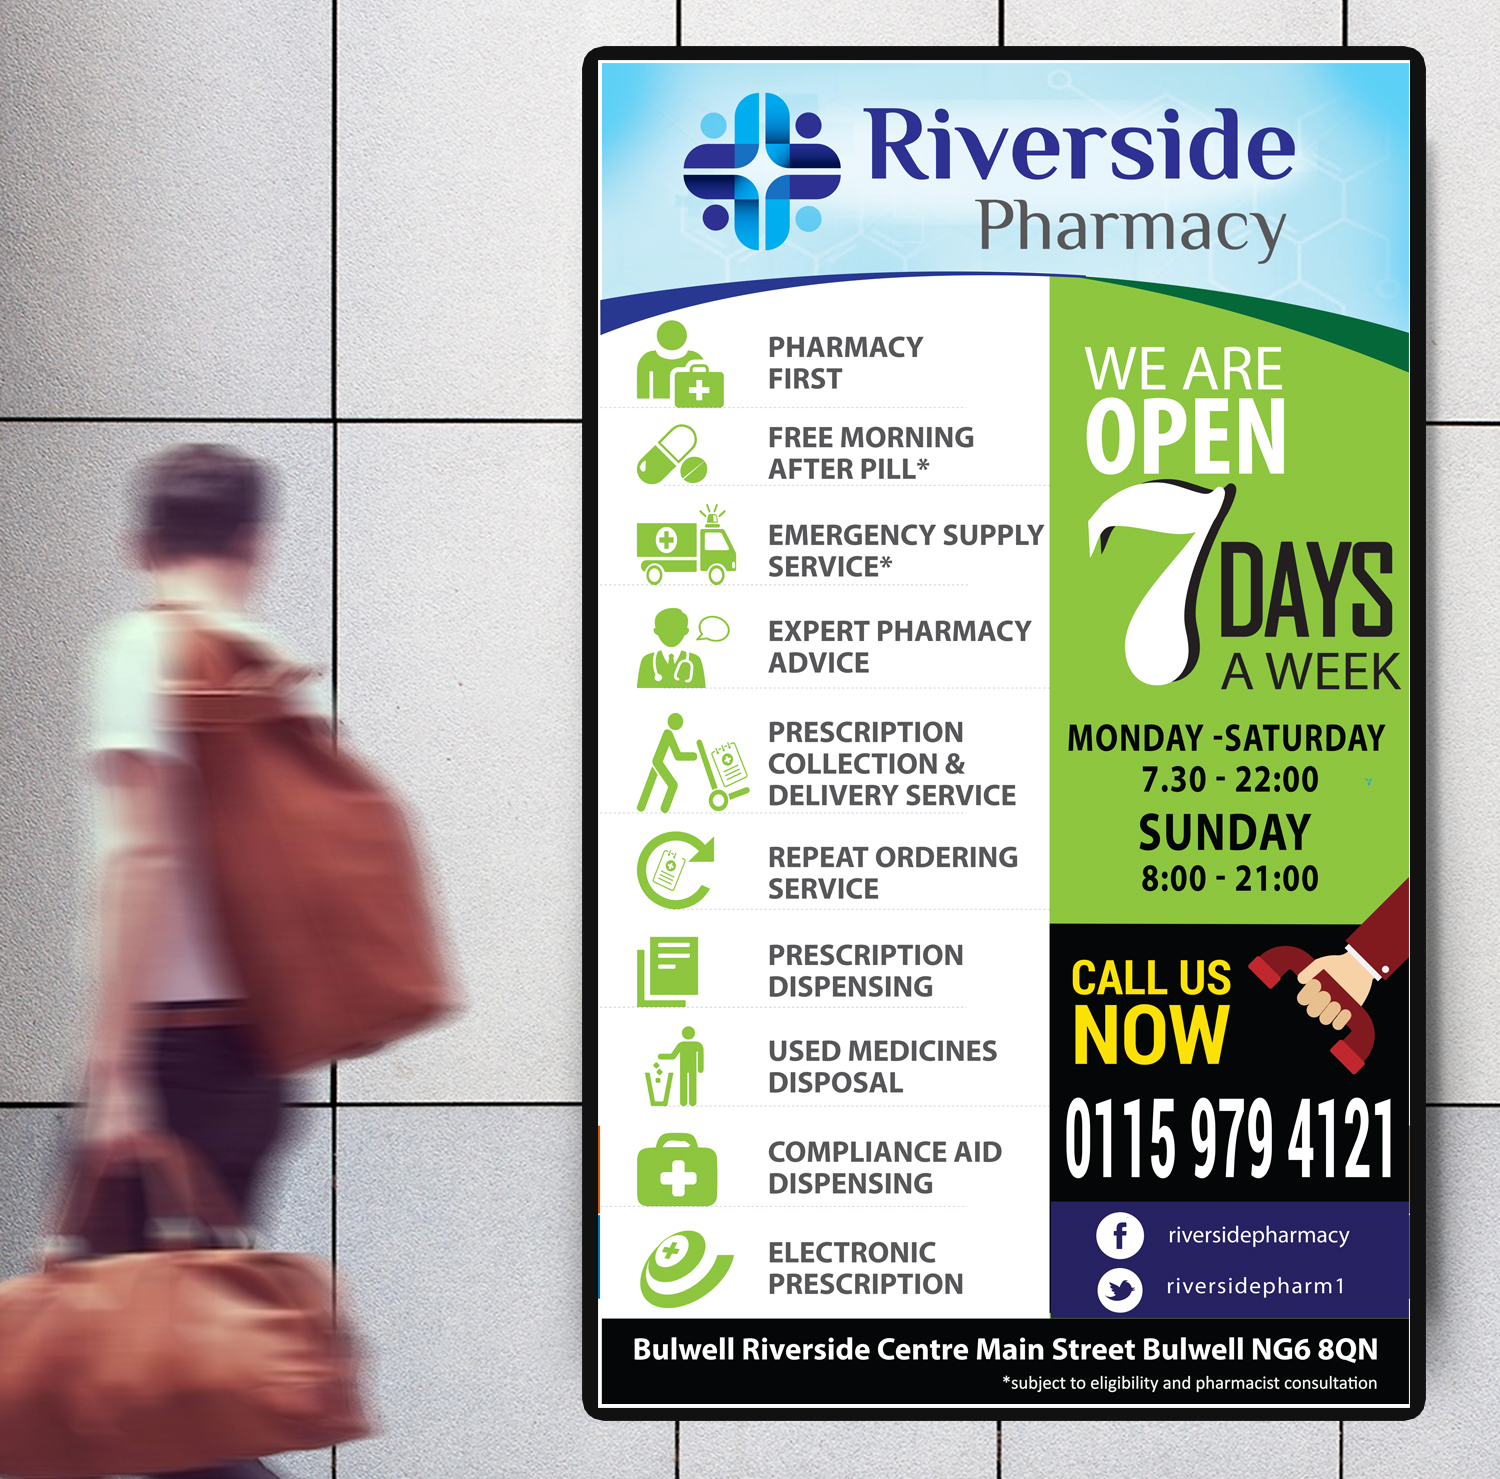 Riverside
Pharmacy
PHARMACY
FIRST
FREE MORNING
AFTER PILL*
EMERGENCY SUPPLY
SERVICE*
EXPERT PHARMACY
ADVICE
PRESCRIPTION
COLLECTION &
DELIVERY SERVICE
REPEAT ORDERING
SERVICE
PRESCRIPTION
DISPENSING
USED MEDICINES
DISPOSAL
COMPLIANCE AID
DISPENSING
ELECTRONIC
PRESCRIPTION
WE ARE
OPEN
7 DAYS
A WEEK
MONDAY -SATURDAY
7.30 - 22:00
SUNDAY
8:00 - 21:00
CALL US
NOW
0115 979 4121
f riversidepharmacy
riversidepharm1
Bulwell Riverside Centre Main Street Bulwell NG6 8QN
*subject to eligibility and pharmacist consultation